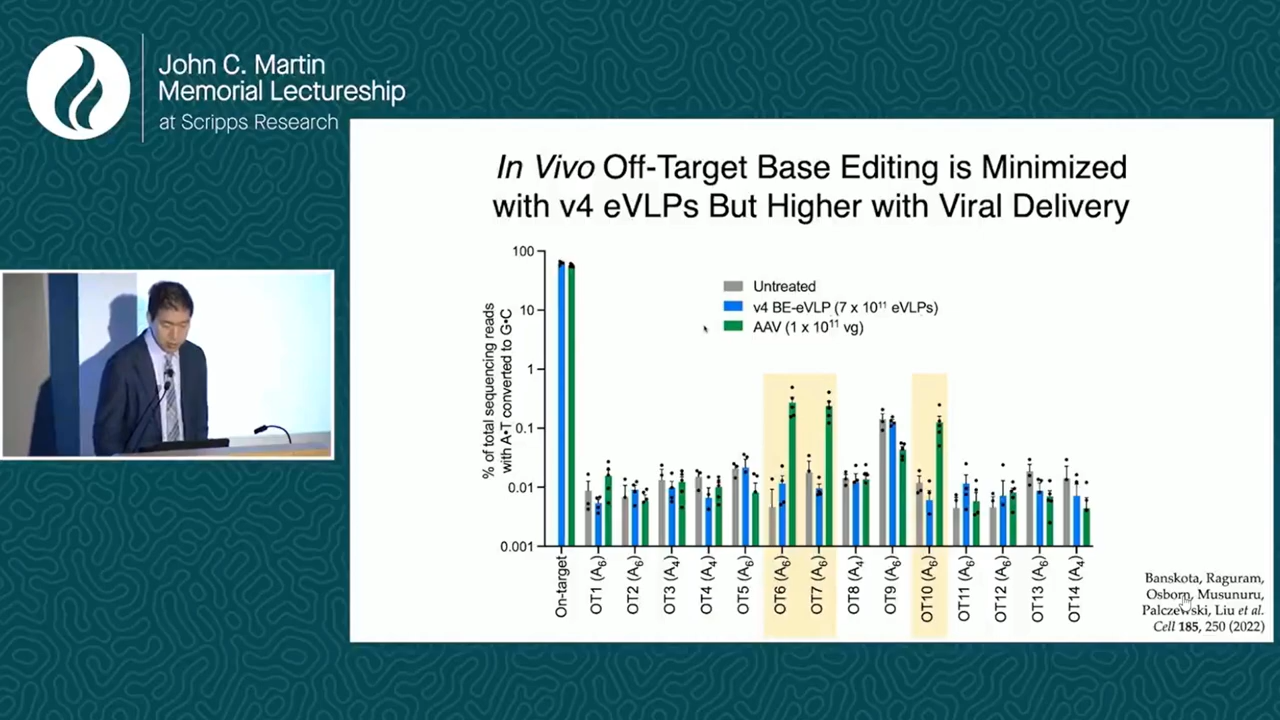 John C. Martin
Memorial Lectureship
at Scripps Research
In Vivo Off-Target Base Editing is Minimized
with v4 eVLPs But Higher with Viral Delivery
% of total sequencing reads
with A•T converted to G•C
100
10
1
0.1
0.01
0.001
Untreated
v4 BE-eVLP (7 x 10¹¹ eVLPs)
AAV (1 x 10¹¹ vg)
On-target
OT1 (A₆)
OT2 (A₆)
OT3 (A₄)
OT4 (A₄)
OT5 (A₆)
OT6 (A₆)
OT7 (A₆)
OT8 (A₄)
OT9 (A₆)
OT10 (A₆)
OT11 (A₆)
OT12 (A₆)
OT13 (A₆)
OT14 (A₄)
Banskota, Raguram,
Osborn, Musunuru,
Palczewski, Liu et al.
Cell 185, 250 (2022)